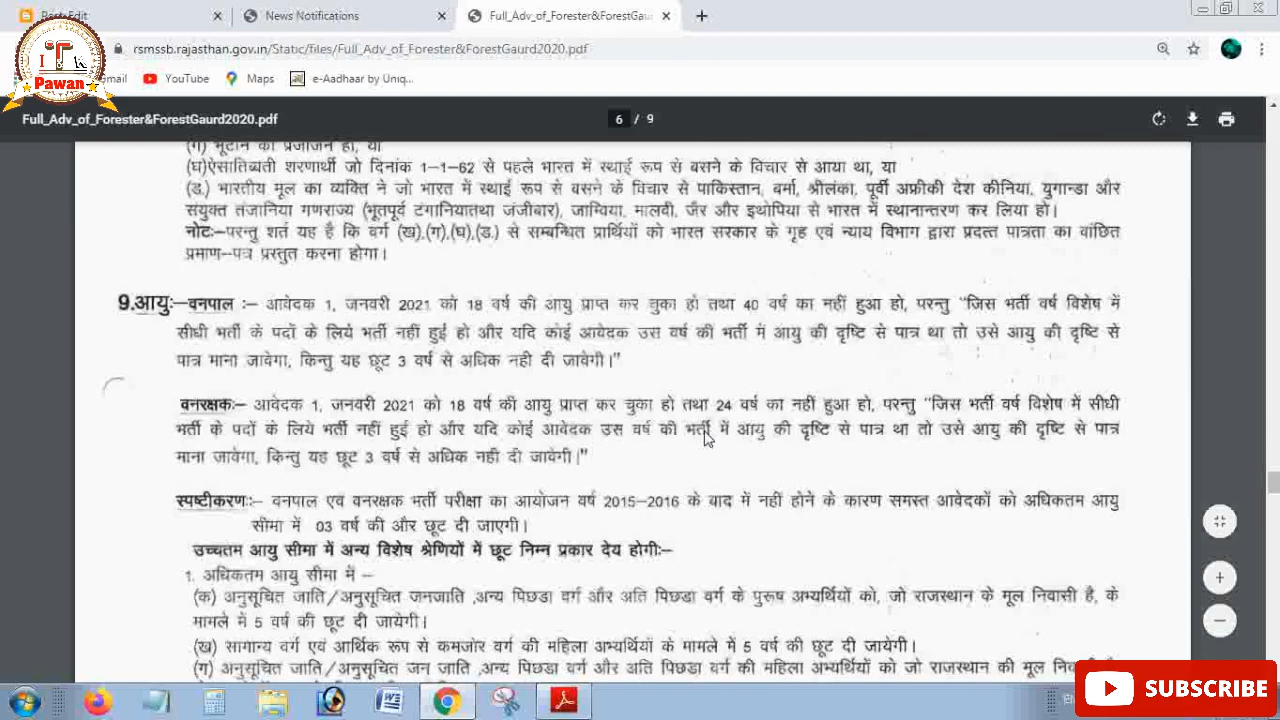 News Notifications
Full_Adv_of_Forester&ForestGau
rsmssb.rajasthan.gov.in/Static/files/Full_Adv_of_Forester&ForestGaurd2020.pdf
IT
Pawan
YouTube
Maps
e-Aadhaar by Uniq...
Full_Adv_of_Forester&ForestGaurd2020.pdf
6 / 9
(ग) भूटान की प्रजाजन हो, या
(घ)ऐसातिब्यती शरणार्थी जो दिनांक 1-1-62 से पहले भारत में स्थाई रूप से बसने के विचार से आया था, या
(ड.) भारतीय मूल का व्यक्ति ने जो भारत में स्थाई रूप से बसने के विचार से पाकिस्तान, बर्मा, श्रीलंका, पूर्वी अफ्रीकी देश कीनिया, युगान्डा और
संयुक्त तंजानिया गणराज्य (भूतपूर्व टंगानियातथा जंजीबार), जाम्विया, मालदी, जैर और इथोपिया से भारत में स्थानान्तरण कर लिया हो।
नोटः–परन्तु शर्त यह है कि वर्ग (ख),(ग),(घ),(ड.) से सम्बन्धित प्रार्थियों को भारत सरकार के गृह एवं न्याय विभाग द्वारा प्रदत्त पात्रता का वांछित
प्रमाण–पत्र प्रस्तुत करना होगा।
9.आयुः–वनपाल :– आवेदक 1, जनवरी 2021 को 18 वर्ष की आयु प्राप्त कर चुका हो तथा 40 वर्ष का नहीं हुआ हो, परन्तु "जिस भर्ती वर्ष विशेष में
सीधी भर्ती के पदों के लिये भर्ती नहीं हुई हो और यदि कोई आवेदक उस वर्ष की भर्ती में आयु की दृष्टि से पात्र था तो उसे आयु की दृष्टि से
पात्र माना जावेगा, किन्तु यह छूट 3 वर्ष से अधिक नही दी जावेगी।"
वनरक्षकः– आवेदक 1, जनवरी 2021 को 18 वर्ष की आयु प्राप्त कर चुका हो तथा 24 वर्ष का नहीं हुआ हो, परन्तु "जिस भर्ती वर्ष विशेष में सीधी
भर्ती के पदों के लिये भर्ती नहीं हुई हो और यदि कोई आवेदक उस वर्ष की भर्ती में आयु की दृष्टि से पात्र था तो उसे आयु की दृष्टि से पात्र
माना जावेगा, किन्तु यह छूट 3 वर्ष से अधिक नही दी जावेगी।"
स्पष्टीकरणः– वनपाल एवं वनरक्षक भर्ती परीक्षा का आयोजन वर्ष 2015–2016 के बाद में नहीं होने के कारण समस्त आवेदकों को अधिकतम आयु
सीमा में 03 वर्ष की और छूट दी जाएगी।
उच्चतम आयु सीमा में अन्य विशेष श्रेणियों में छूट निम्न प्रकार देय होगीः–
1. अधिकतम आयु सीमा में –
(क) अनुसूचित जाति/अनुसूचित जनजाति ,अन्य पिछडा वर्ग और अति पिछडा वर्ग के पुरूष अभ्यर्थियों को, जो राजस्थान के मूल निवासी है, के
मामले में 5 वर्ष की छूट दी जायेगी।
(ख) सामान्य वर्ग एवं आर्थिक रूप से कमजोर वर्ग की महिला अभ्यर्थियों के मामले में 5 वर्ष की छूट दी जायेगी।
(ग) अनुसूचित जाति/अनुसूचित जन जाति ,अन्य पिछडा वर्ग और अति पिछडा वर्ग की महिला अभ्यर्थियों को जो राजस्थान की मूल
SUBSCRIBE